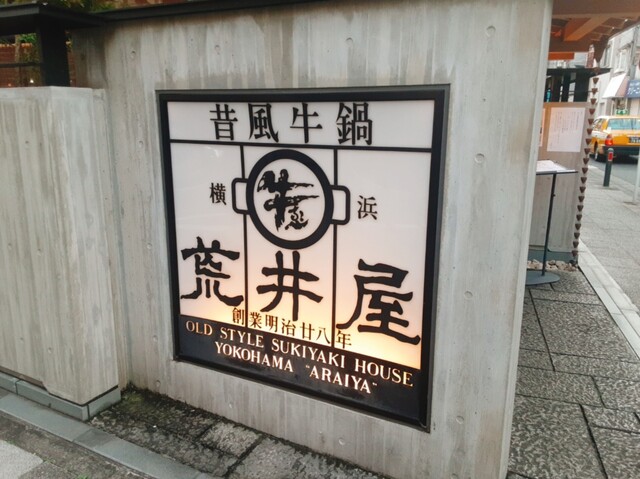 昔風牛鍋
横浜
荒井屋
創業明治廿八年
OLD STYLE SUKIYAKI HOUSE
YOKOHAMA "ARAIYA"